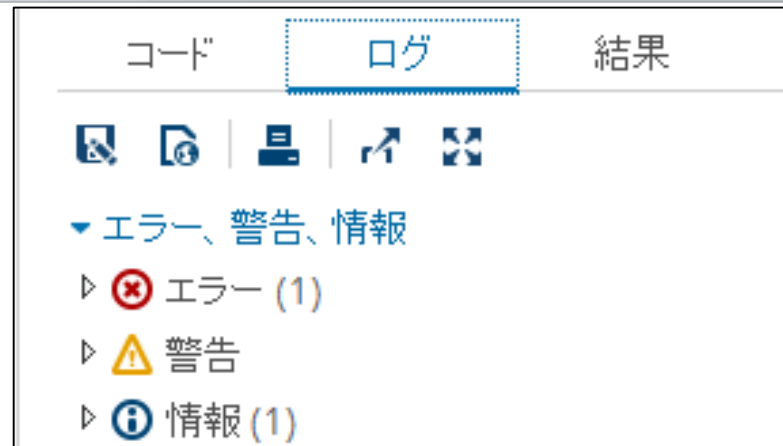 コード ログ 結果
エラー、警告、情報
エラー (1)
警告
情報 (1)